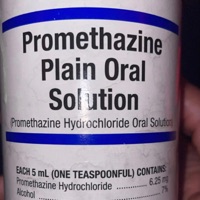 Promethazine
Plain Oral
Solution
(Promethazine Hydrochloride Oral Solution)
EACH 5 mL (ONE TEASPOONFUL) CONTAINS:
Promethazine Hydrochloride ............ 6.25 mg
Alcohol ............ 7%